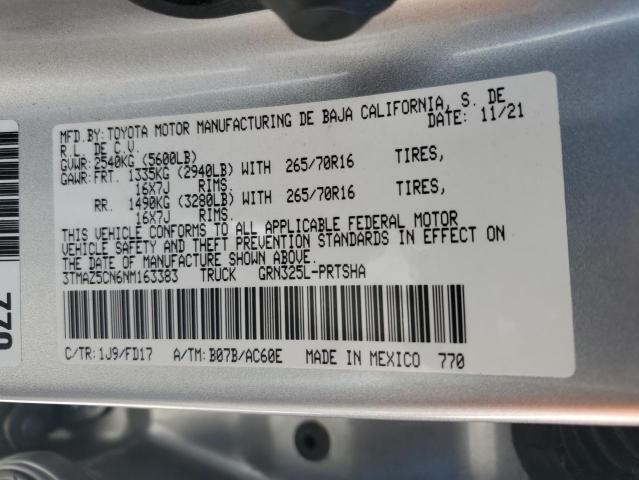 MFD.BY:TOYOTA MOTOR MANUFACTURING DE BAJA CALIFORNIA, S. DE
R.L. DE C.V. DATE: 11/21
GVWR:2540KG (5600LB)
GAWR:FRT. 1335KG (2940LB) WITH 265/70R16 TIRES,
16X7J RIMS.
RR. 1490KG (3280LB) WITH 265/70R16 TIRES,
16X7J RIMS.
THIS VEHICLE CONFORMS TO ALL APPLICABLE FEDERAL MOTOR
VEHICLE SAFETY AND THEFT PREVENTION STANDARDS IN EFFECT ON
THE DATE OF MANUFACTURE SHOWN ABOVE.
3TMAZ5CN6NM163383 TRUCK GRN325L-PRTSHA
C/TR:1J9/FD17 A/TM:B07B/AC60E MADE IN MEXICO 770